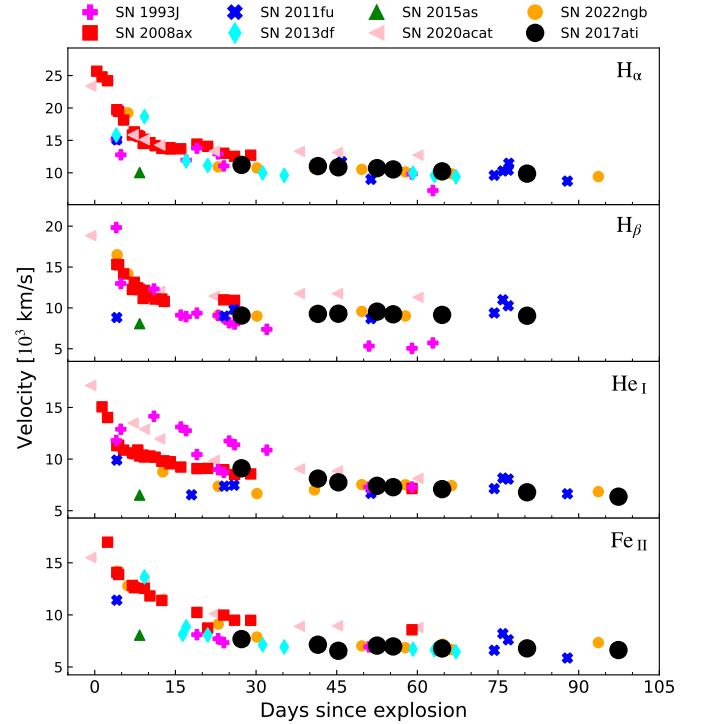 SN 1993J SN 2011fu SN 2015as SN 2022ngb
SN 2008ax SN 2013df SN 2020acat SN 2017ati
H_α
25
20
15
10
H_β
20
15
10
5
He I
15
10
5
Fe II
15
10
5
Velocity [10³ km/s]
0 15 30 45 60 75 90 105
Days since explosion